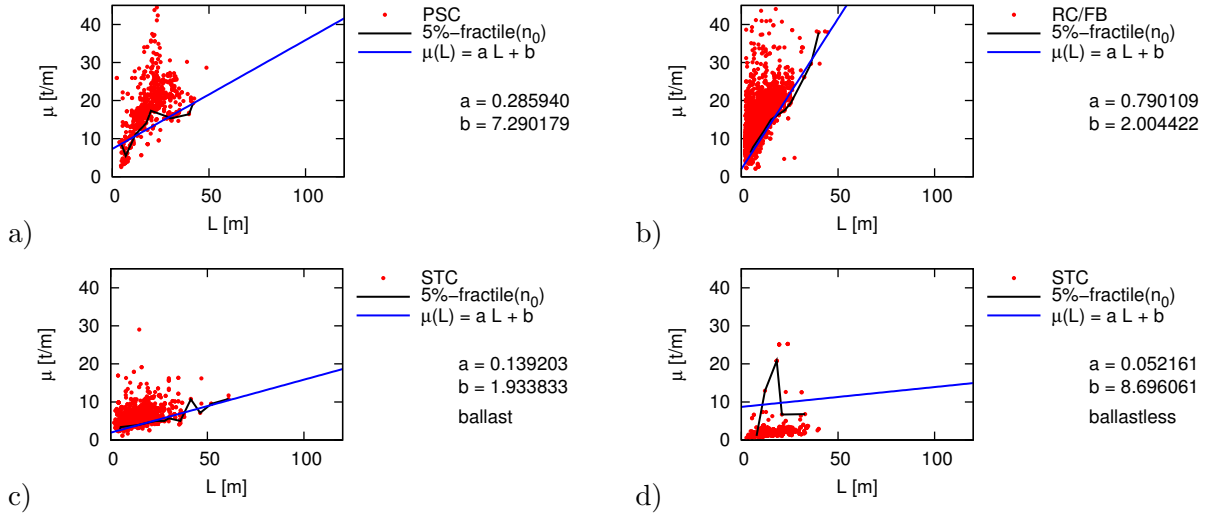 μ [t/m]
40
30
20
10
0
0
50
100
L [m]
PSC
5%−fractile(n0)
μ(L) = a L + b
a = 0.285940
b = 7.290179
a)
μ [t/m]
40
30
20
10
0
0
50
100
L [m]
RC/FB
5%−fractile(n0)
μ(L) = a L + b
a = 0.790109
b = 2.004422
b)
μ [t/m]
40
30
20
10
0
0
50
100
L [m]
STC
5%−fractile(n0)
μ(L) = a L + b
a = 0.139203
b = 1.933833
ballast
c)
μ [t/m]
40
30
20
10
0
0
50
100
L [m]
STC
5%−fractile(n0)
μ(L) = a L + b
a = 0.052161
b = 8.696061
ballastless
d)